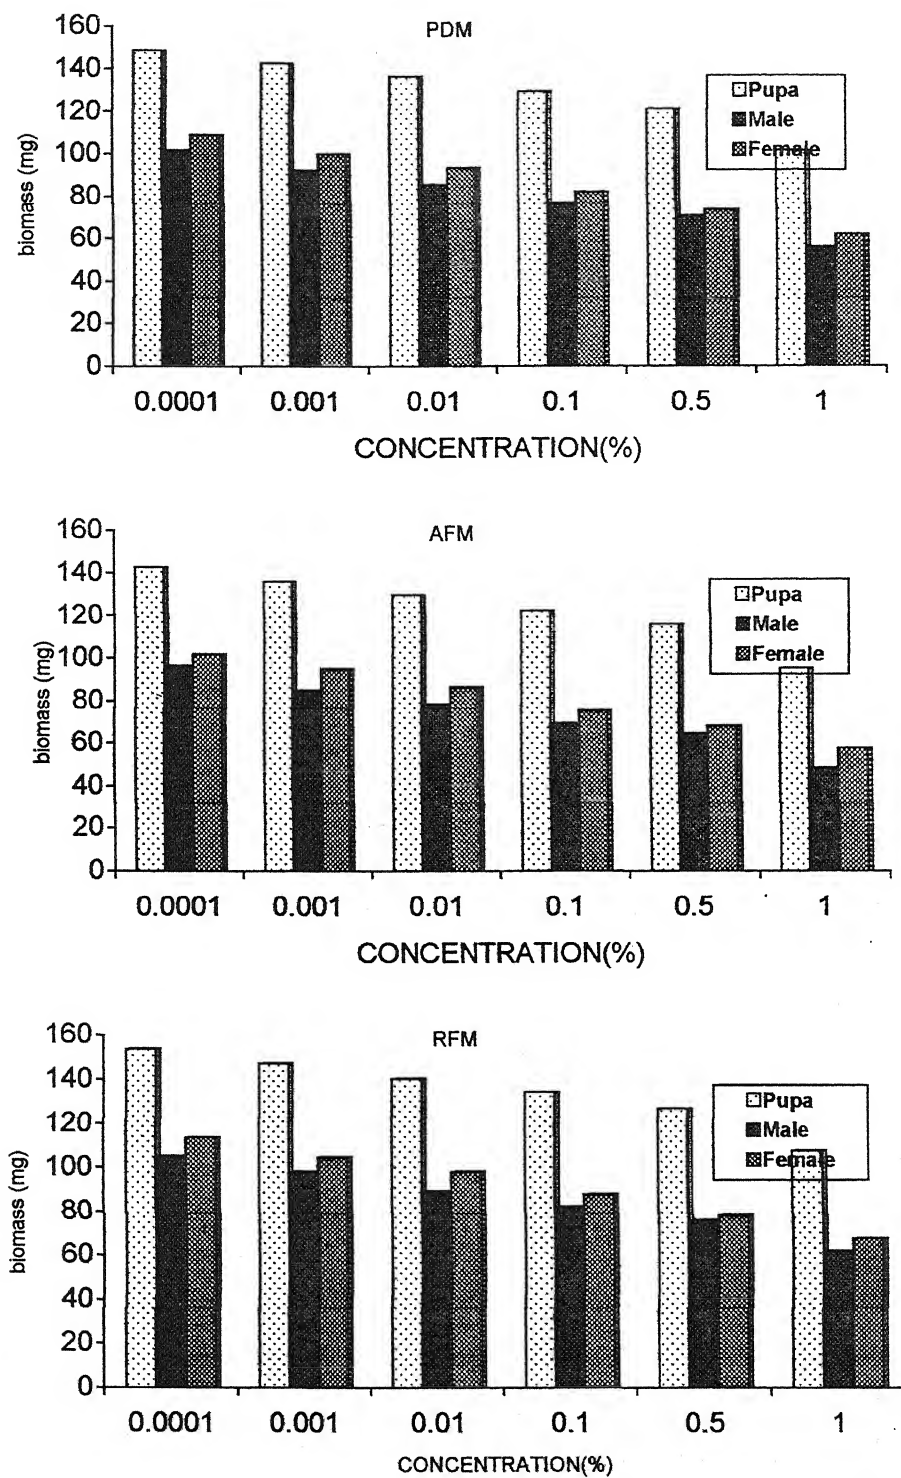 PDM
160
140
120
100
80
60
40
20
0
biomass (mg)
Pupa
Male
Female
0.0001 0.001 0.01 0.1 0.5 1
CONCENTRATION(%)
AFM
160
140
120
100
80
60
40
20
0
biomass (mg)
Pupa
Male
Female
0.0001 0.001 0.01 0.1 0.5 1
CONCENTRATION(%)
RFM
160
140
120
100
80
60
40
20
0
biomass (mg)
Pupa
Male
Female
0.0001 0.001 0.01 0.1 0.5 1
CONCENTRATION(%)